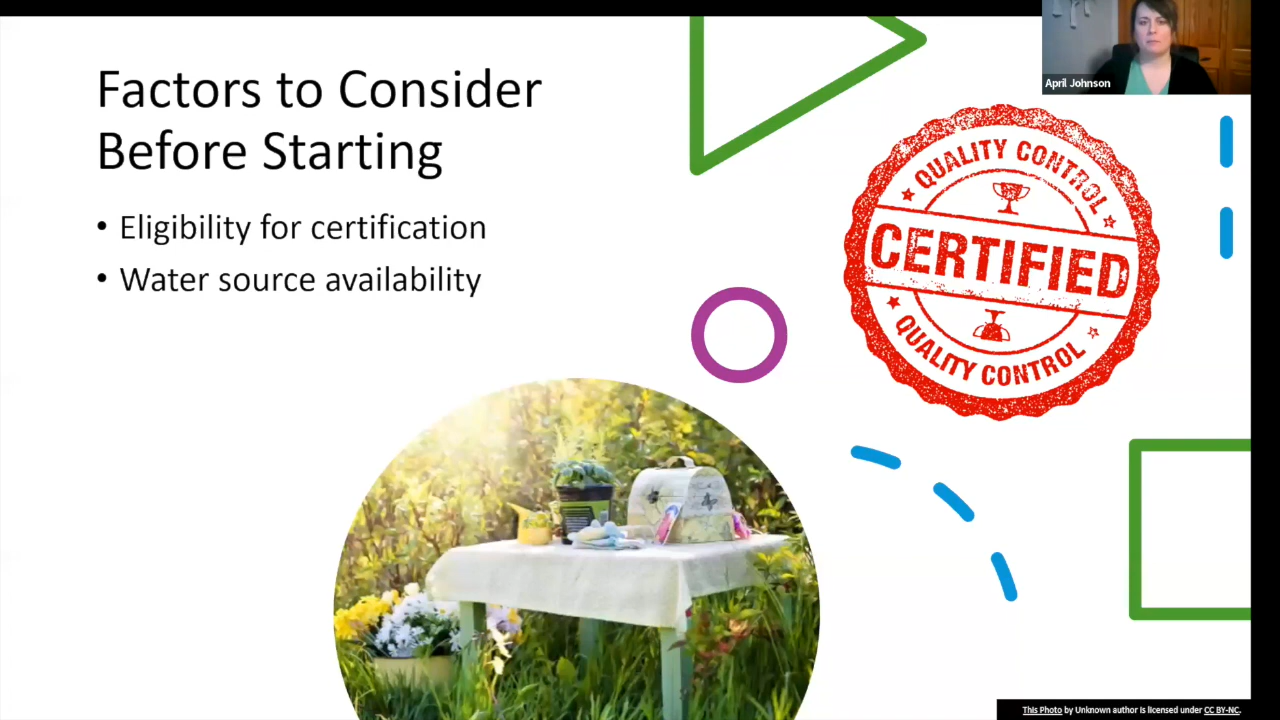 Factors to Consider
Before Starting
• Eligibility for certification
• Water source availability
April Johnson
QUALITY CONTROL
CERTIFIED
QUALITY CONTROL
This Photo by Unknown author is licensed under CC BY-NC.